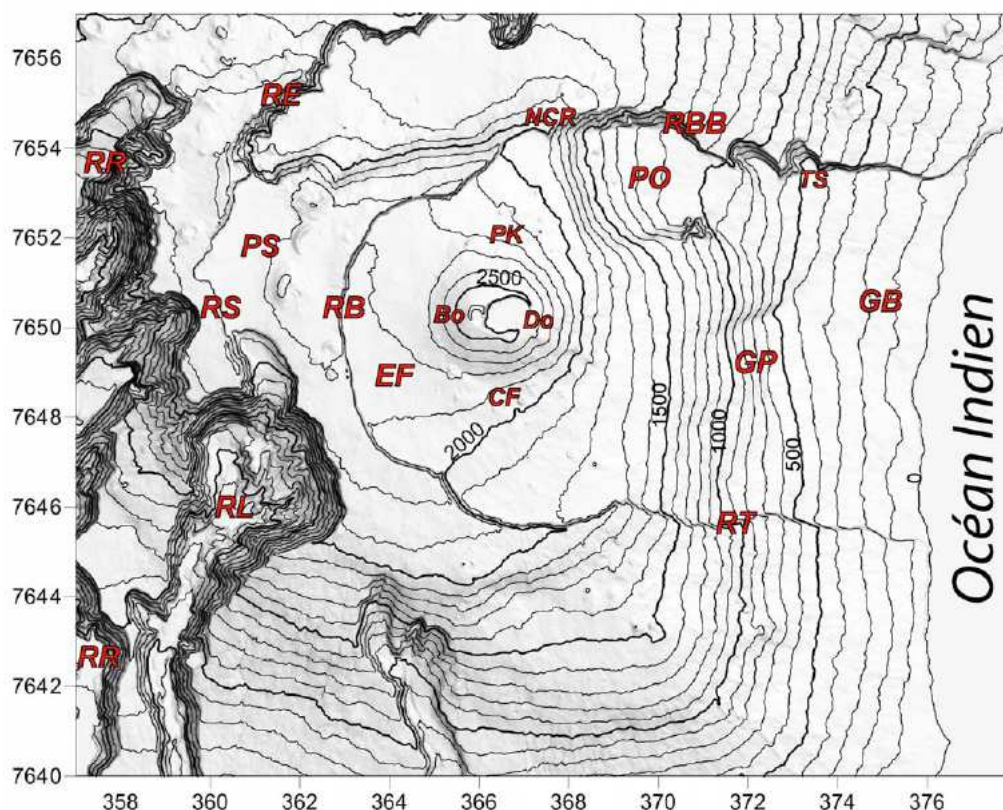 7656
RE
NCR
RBB
7654
RR
PO
TS
7652
PS
PK
2500
GB
7650
RS
RB
Bo
Do
EF
GP
CF
1500
7648
2000
1000
500
0
RL
7646
RT
Océan Indien
7644
RR
7642
7640
358
360
362
364
366
368
370
372
374
376